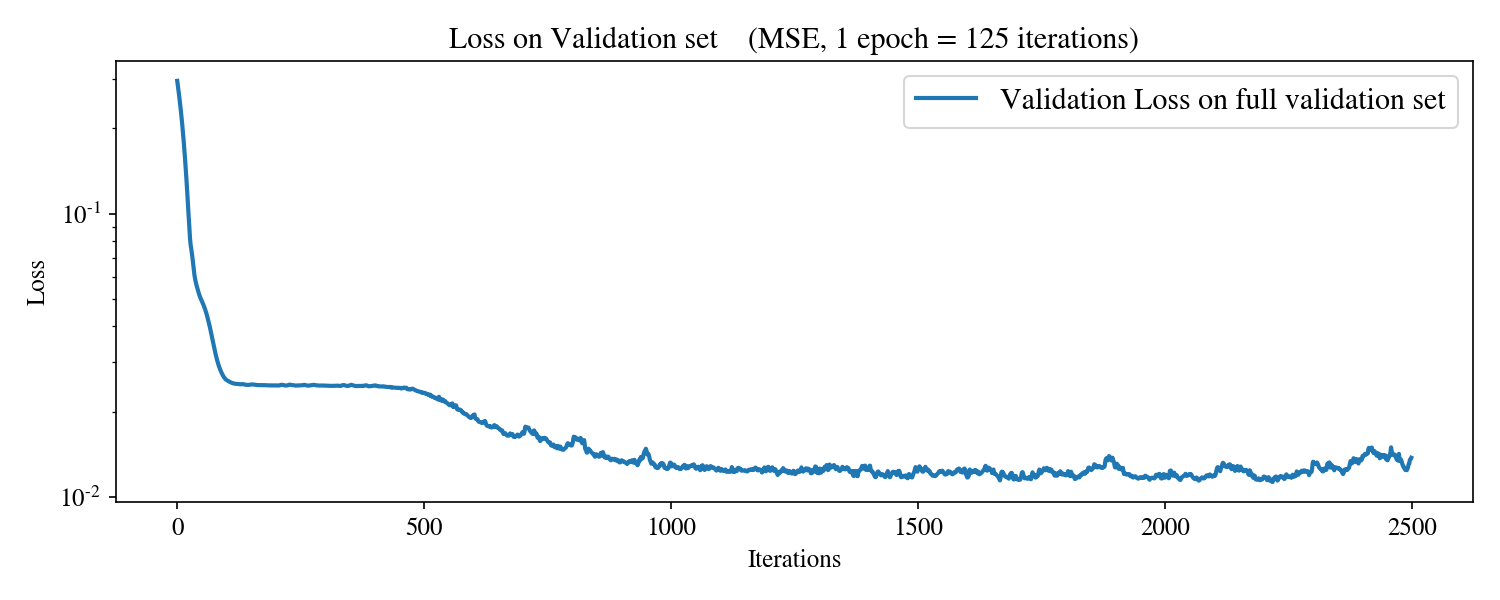 Loss on Validation set (MSE, 1 epoch = 125 iterations)
Validation Loss on full validation set
Loss
10-1
10-2
0 500 1000 1500 2000 2500
Iterations